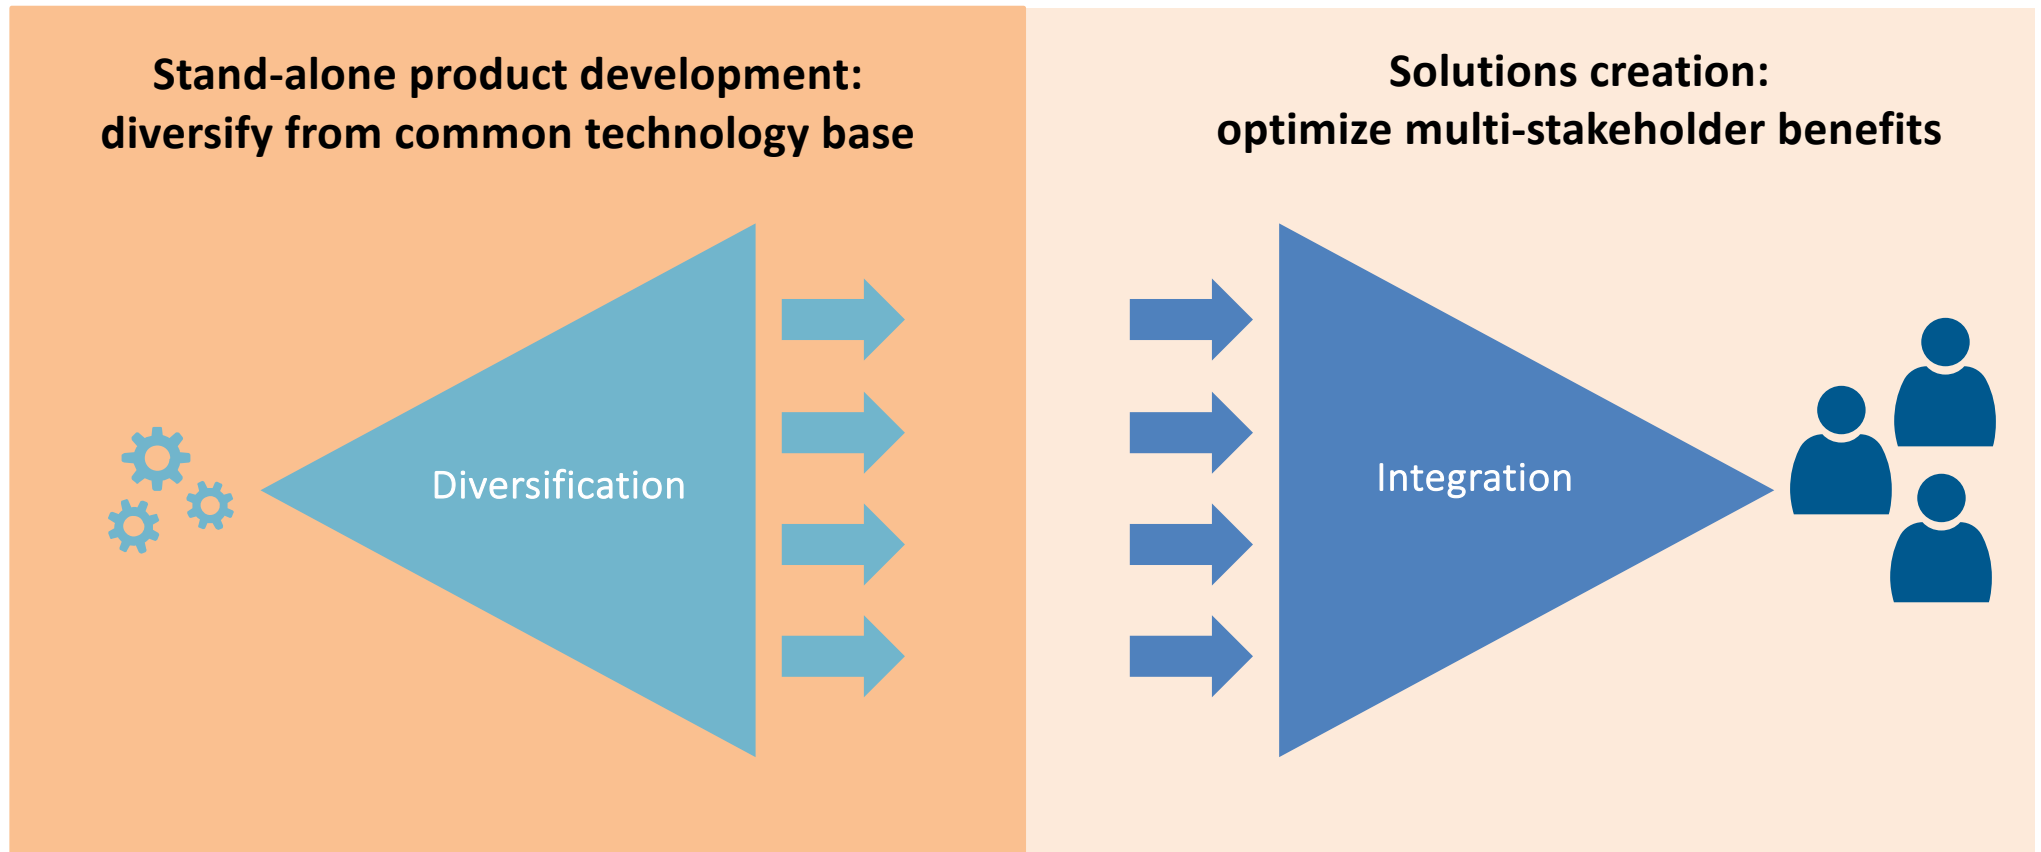 Stand-alone product development:
diversify from common technology base
Solutions creation:
optimize multi-stakeholder benefits
Diversification
Integration